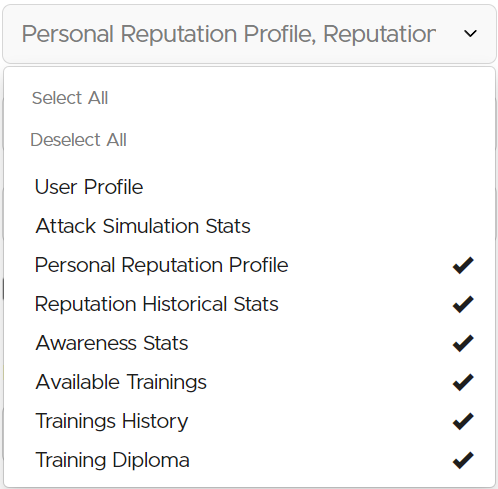 Personal Reputation Profile, Reputation
Select All
Deselect All
User Profile
Attack Simulation Stats
Personal Reputation Profile
Reputation Historical Stats
Awareness Stats
Available Trainings
Trainings History
Training Diploma